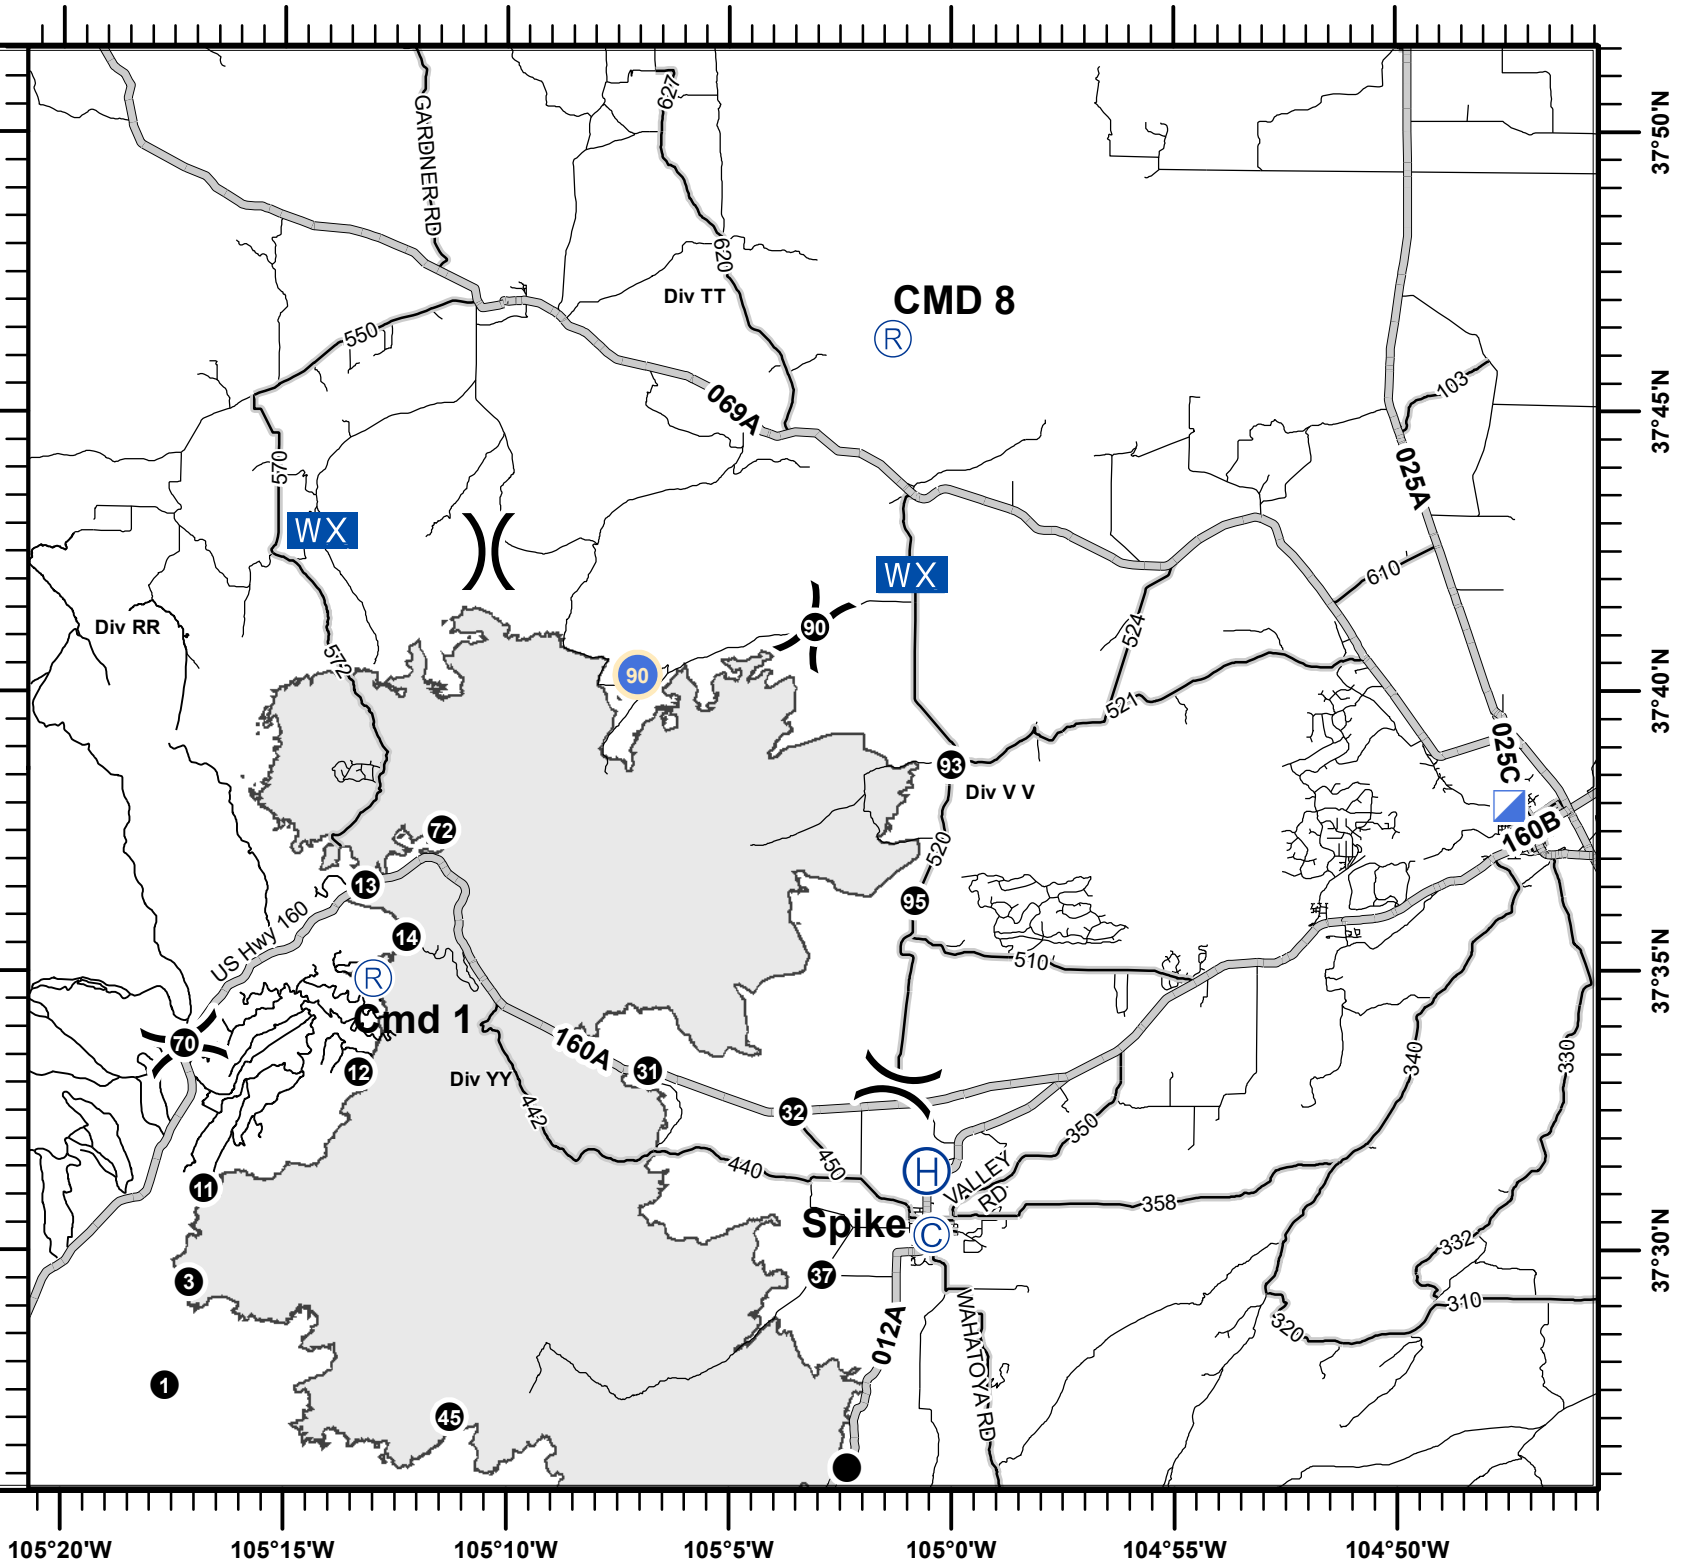 627
GARDNER RD
37°50'N
620
Div TT
CMD 8
R
550
103
069A
37°45'N
570
025A
WX
WX
610
Div RR
90
524
572
90
37°40'N
521
025C
93
Div V V
72
160B
520
13
95
US Hwy 160
14
510
R
37°35'N
Cmd 1
70
160A
340
330
12
31
Div YY
442
32
350
440
450
H
VALLEY
RD
11
358
Spike
C
332
37°30'N
3
37
310
012A
320
WAHATOYA RD
1
45
105°20'W 105°15'W 105°10'W 105°5'W 105°0'W 104°55'W 104°50'W